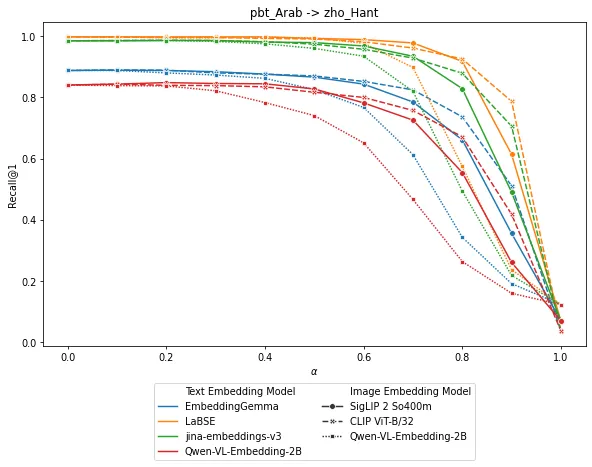 pbt_Arab -> zho_Hant
Recall@1
1.0
0.8
0.6
0.4
0.2
0.0
0.0
0.2
0.4
0.6
0.8
1.0
α
Text Embedding Model
EmbeddingGemma
LaBSE
jina-embeddings-v3
Qwen-VL-Embedding-2B
Image Embedding Model
SigLIP 2 So400m
CLIP ViT-B/32
Qwen-VL-Embedding-2B